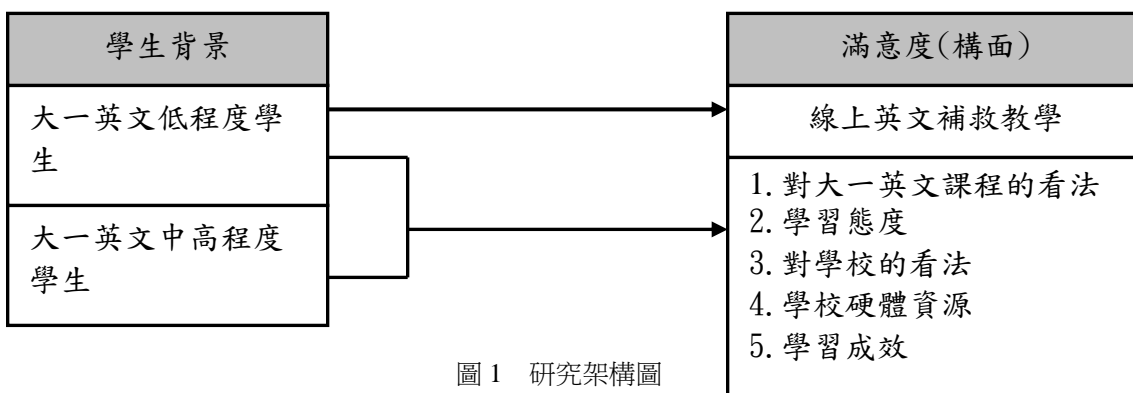 學生背景
大一英文低程度學
生
大一英文中高程度
學生
滿意度(構面)
線上英文補救教學
1.對大一英文課程的看法
2.學習態度
3.對學校的看法
4.學校硬體資源
5.學習成效
圖 1 研究架構圖